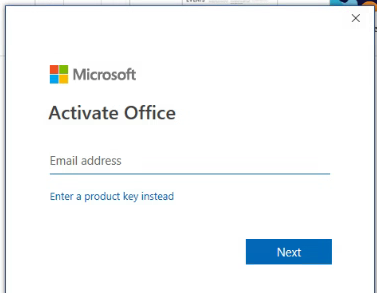 Microsoft
Activate Office
Email address
Enter a product key instead
Next